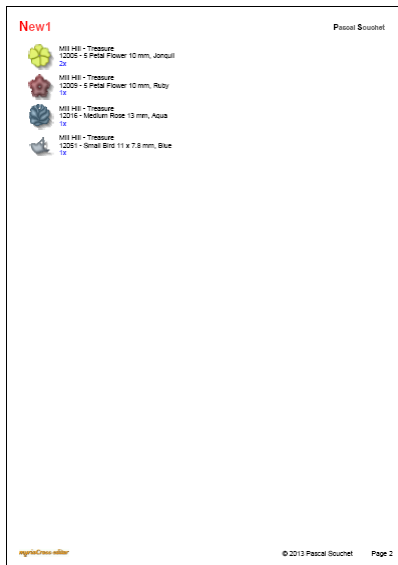 New1
Pascal Souchet
Mill Hill - Treasure
12005 - 5 Petal Flower 10 mm, Jonquil
2x
Mill Hill - Treasure
12009 - 5 Petal Flower 10 mm, Ruby
1x
Mill Hill - Treasure
12016 - Medium Rose 13 mm, Aqua
1x
Mill Hill - Treasure
12051 - Small Bird 11 x 7.8 mm, Blue
1x
myriaCross editor
© 2013 Pascal Souchet
Page 2